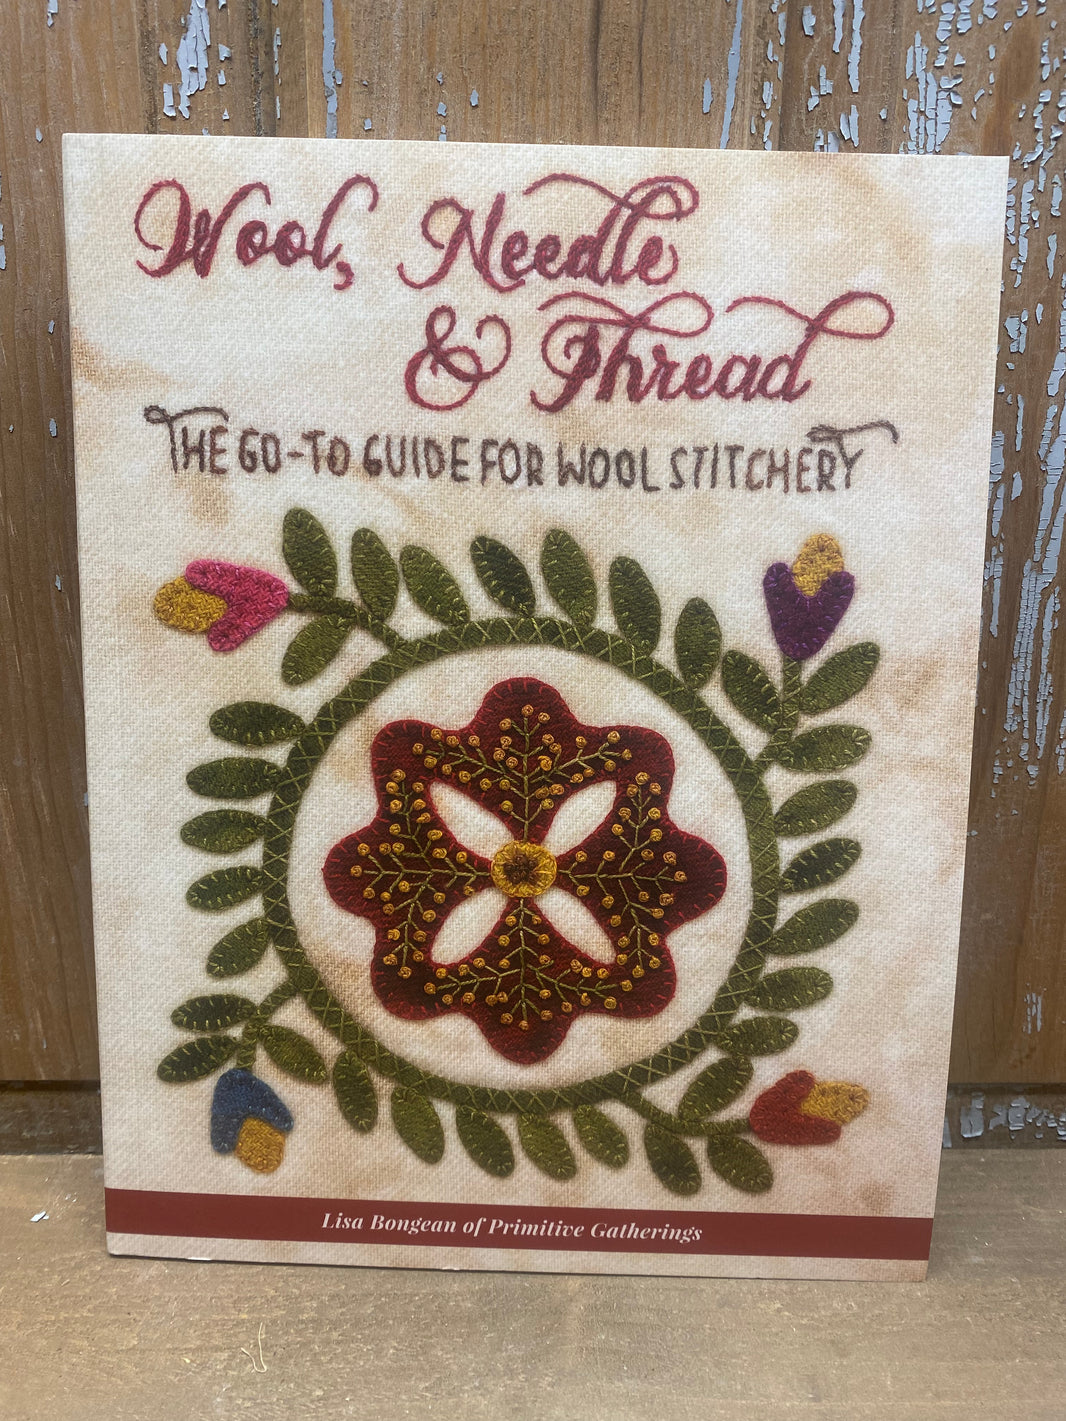 Wool, Needle
& Thread
THE GO-TO GUIDE FOR WOOL STITCHERY
Lisa Bongean of Primitive Gatherings